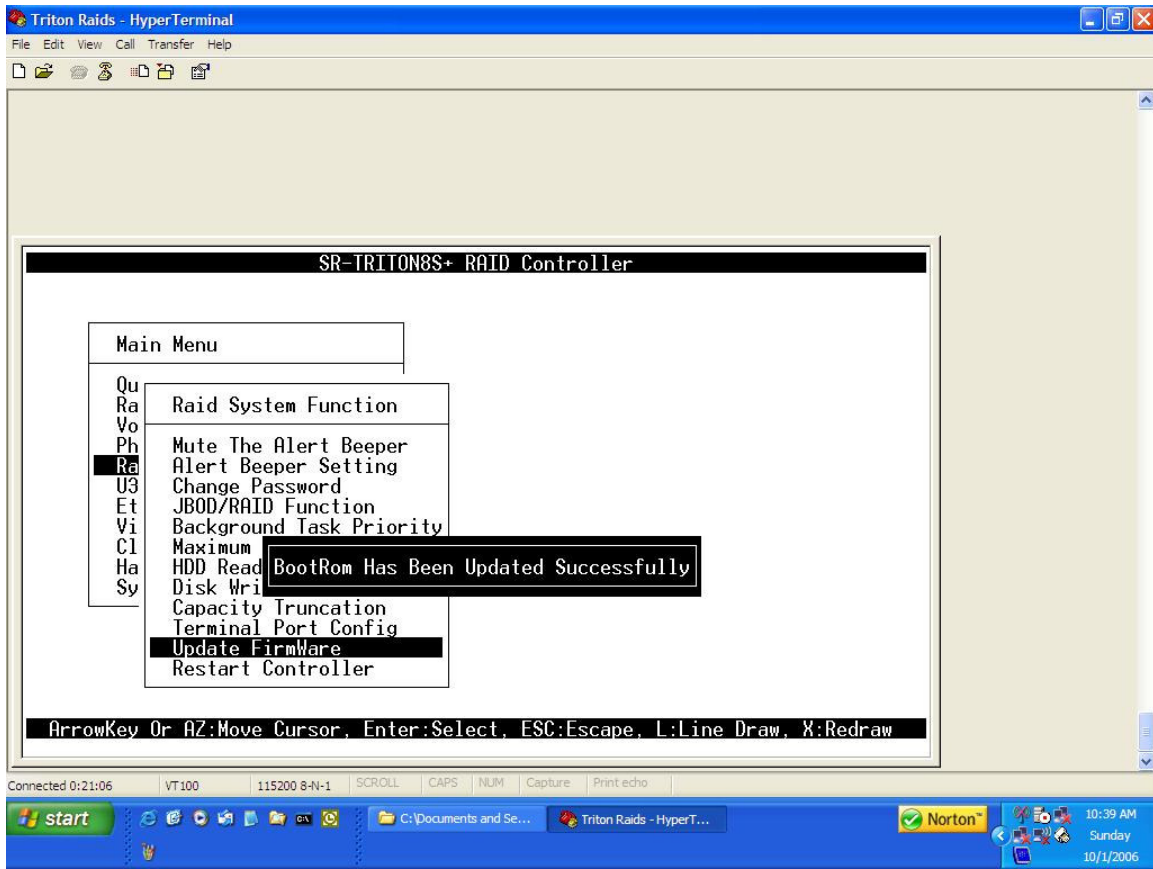 Triton Raids - HyperTerminal
File Edit View Call Transfer Help
SR-TRITON8S+ RAID Controller
Main Menu
Qu
Ra
Vo
Ph
Ra
U3
Et
Vi
Cl
Ha
Sy
Raid System Function
Mute The Alert Beeper
Alert Beeper Setting
Change Password
JBOD/RAID Function
Background Task Priority
Maximum
HDD Read
Disk Wri
Capacity Truncation
Terminal Port Config
Update FirmWare
Restart Controller
BootRom Has Been Updated Successfully
ArrowKey Or AZ:Move Cursor, Enter:Select, ESC:Escape, L:Line Draw, X:Redraw
Connected 0:21:06 VT100 115200 8-N-1 SCROLL CAPS NUM Capture Print echo
start C:\Documents and Se... Triton Raids - HyperT... Norton™ 10:39 AM
Sunday
10/1/2006